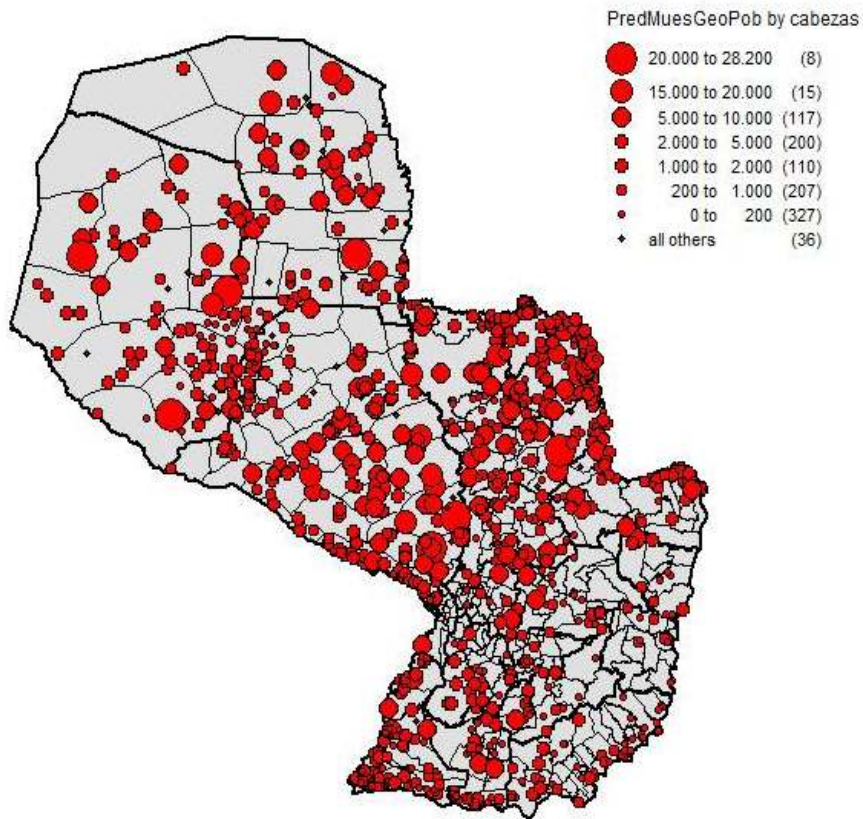 PredMuesGeoPob by cabezas
20.000 to 28.200 (8)
15.000 to 20.000 (15)
5.000 to 10.000 (117)
2.000 to 5.000 (200)
1.000 to 2.000 (110)
200 to 1.000 (207)
0 to 200 (327)
all others (36)